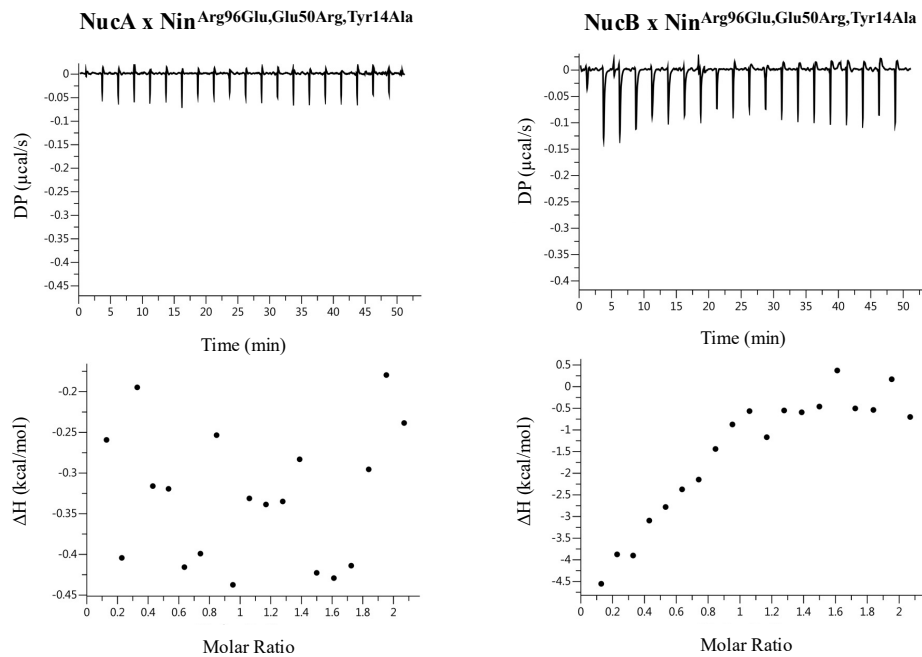 NucA x Nin^Arg96Glu,Glu50Arg,Tyr14Ala
0
-0.05
-0.1
-0.15
-0.2
-0.25
-0.3
-0.35
-0.4
-0.45
DP (µcal/s)
0 5 10 15 20 25 30 35 40 45 50
Time (min)
-0.2
-0.25
-0.3
-0.35
-0.4
-0.45
ΔH (kcal/mol)
0 0.2 0.4 0.6 0.8 1 1.2 1.4 1.6 1.8 2
Molar Ratio
NucB x Nin^Arg96Glu,Glu50Arg,Tyr14Ala
0
-0.05
-0.1
-0.15
-0.2
-0.25
-0.3
-0.35
-0.4
DP (µcal/s)
0 5 10 15 20 25 30 35 40 45 50
Time (min)
0.5
0
-0.5
-1
-1.5
-2
-2.5
-3
-3.5
-4
-4.5
ΔH (kcal/mol)
0 0.2 0.4 0.6 0.8 1 1.2 1.4 1.6 1.8 2
Molar Ratio